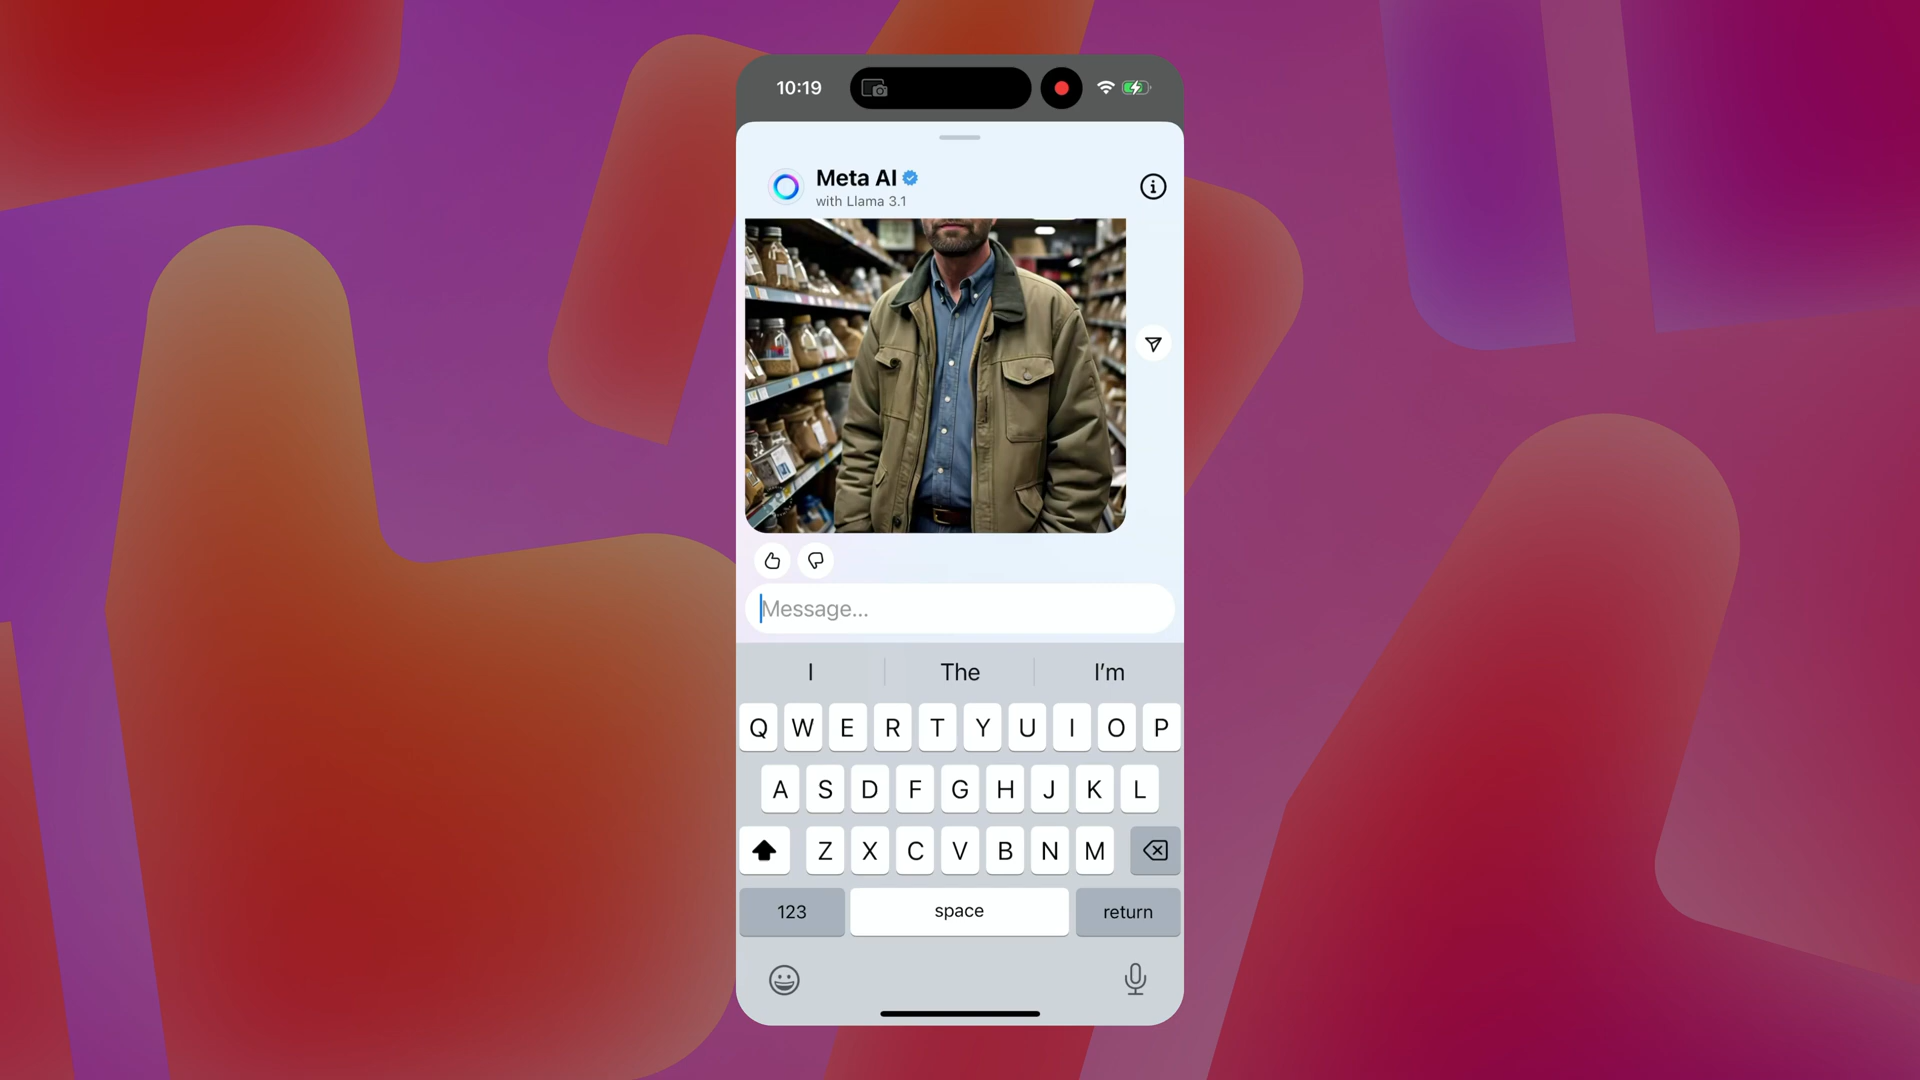 10:19
Meta AI
with Llama 3.1
Message...
I The I'm
Q W E R T Y U I O P
A S D F G H J K L
Z X C V B N M
123 space return